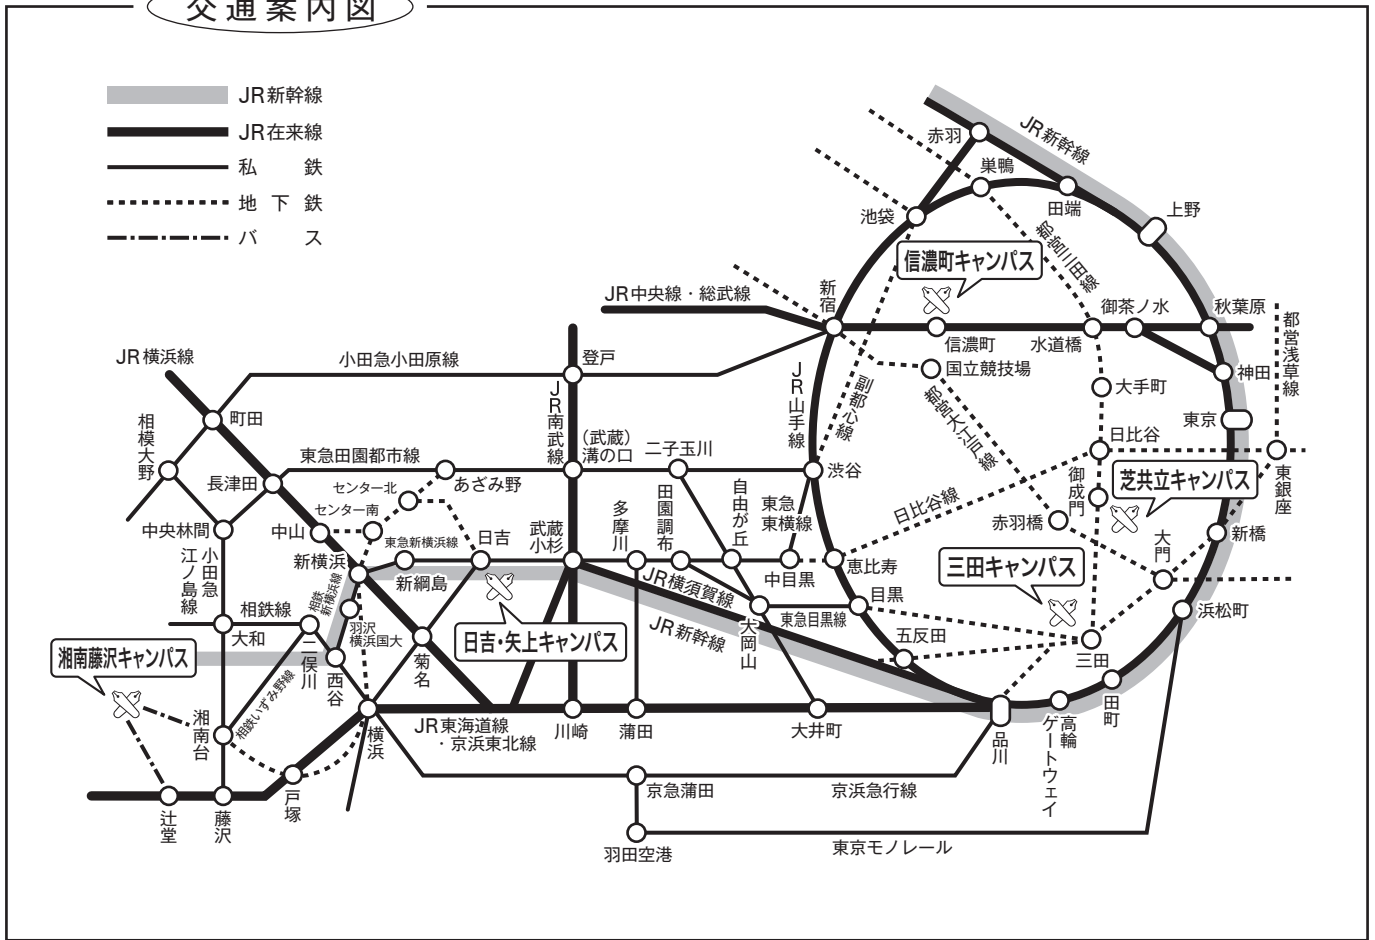 交通案内図
JR新幹線
JR在来線
私鉄
地下鉄
バス
赤羽
JR新幹線
巣鴨
池袋
田端
上野
都営三田線
信濃町キャンパス
新宿
JR中央線・総武線
御茶ノ水
秋葉原
都営浅草線
信濃町
水道橋
JR横浜線
小田急小田原線
登戸
国立競技場
神田
JR山手線
副都心線
都営大江戸線
大手町
JR南武線
相模大野
町田
東京
日比谷
東急田園都市線
(武蔵)
溝の口
二子玉川
渋谷
長津田
センター北
あざみ野
御成門
芝共立キャンパス
東銀座
センター南
多摩川
田園調布
自由が丘
東急
東横線
日比谷線
赤羽橋
中央林間
中山
東急新横浜線
日吉
武蔵
小杉
大門
新橋
小田急
江ノ島線
新横浜
新綱島
中目黒
恵比寿
三田キャンパス
JR横須賀線
相鉄線
相鉄
新横浜線
東急目黒線
目黒
浜松町
大和
羽沢
横浜国大
日吉・矢上キャンパス
JR新幹線
大岡山
五反田
湘南藤沢キャンパス
二俣川
西谷
菊名
三田
相鉄いずみ野線
田町
湘南台
横浜
JR東海道線
・京浜東北線
川崎
蒲田
大井町
品川
高輪
ゲートウェイ
戸塚
京急蒲田
京浜急行線
辻堂
藤沢
羽田空港
東京モノレール